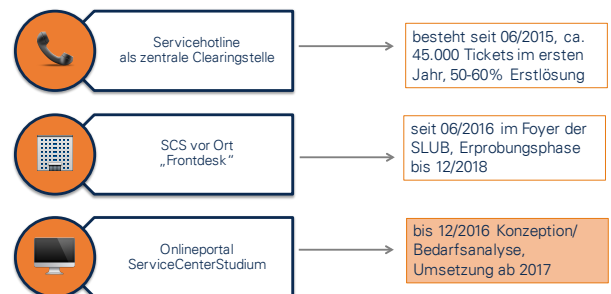 Servicehotline
als zentrale Clearingstelle
besteht seit 06/2015, ca.
45.000 Tickets im ersten
Jahr, 50-60% Erstlösung
SCS vor Ort
„Frontdesk“
seit 06/2016 im Foyer der
SLUB, Erprobungsphase
bis 12/2018
Onlineportal
ServiceCenterStudium
bis 12/2016 Konzeption/
Bedarfsanalyse,
Umsetzung ab 2017